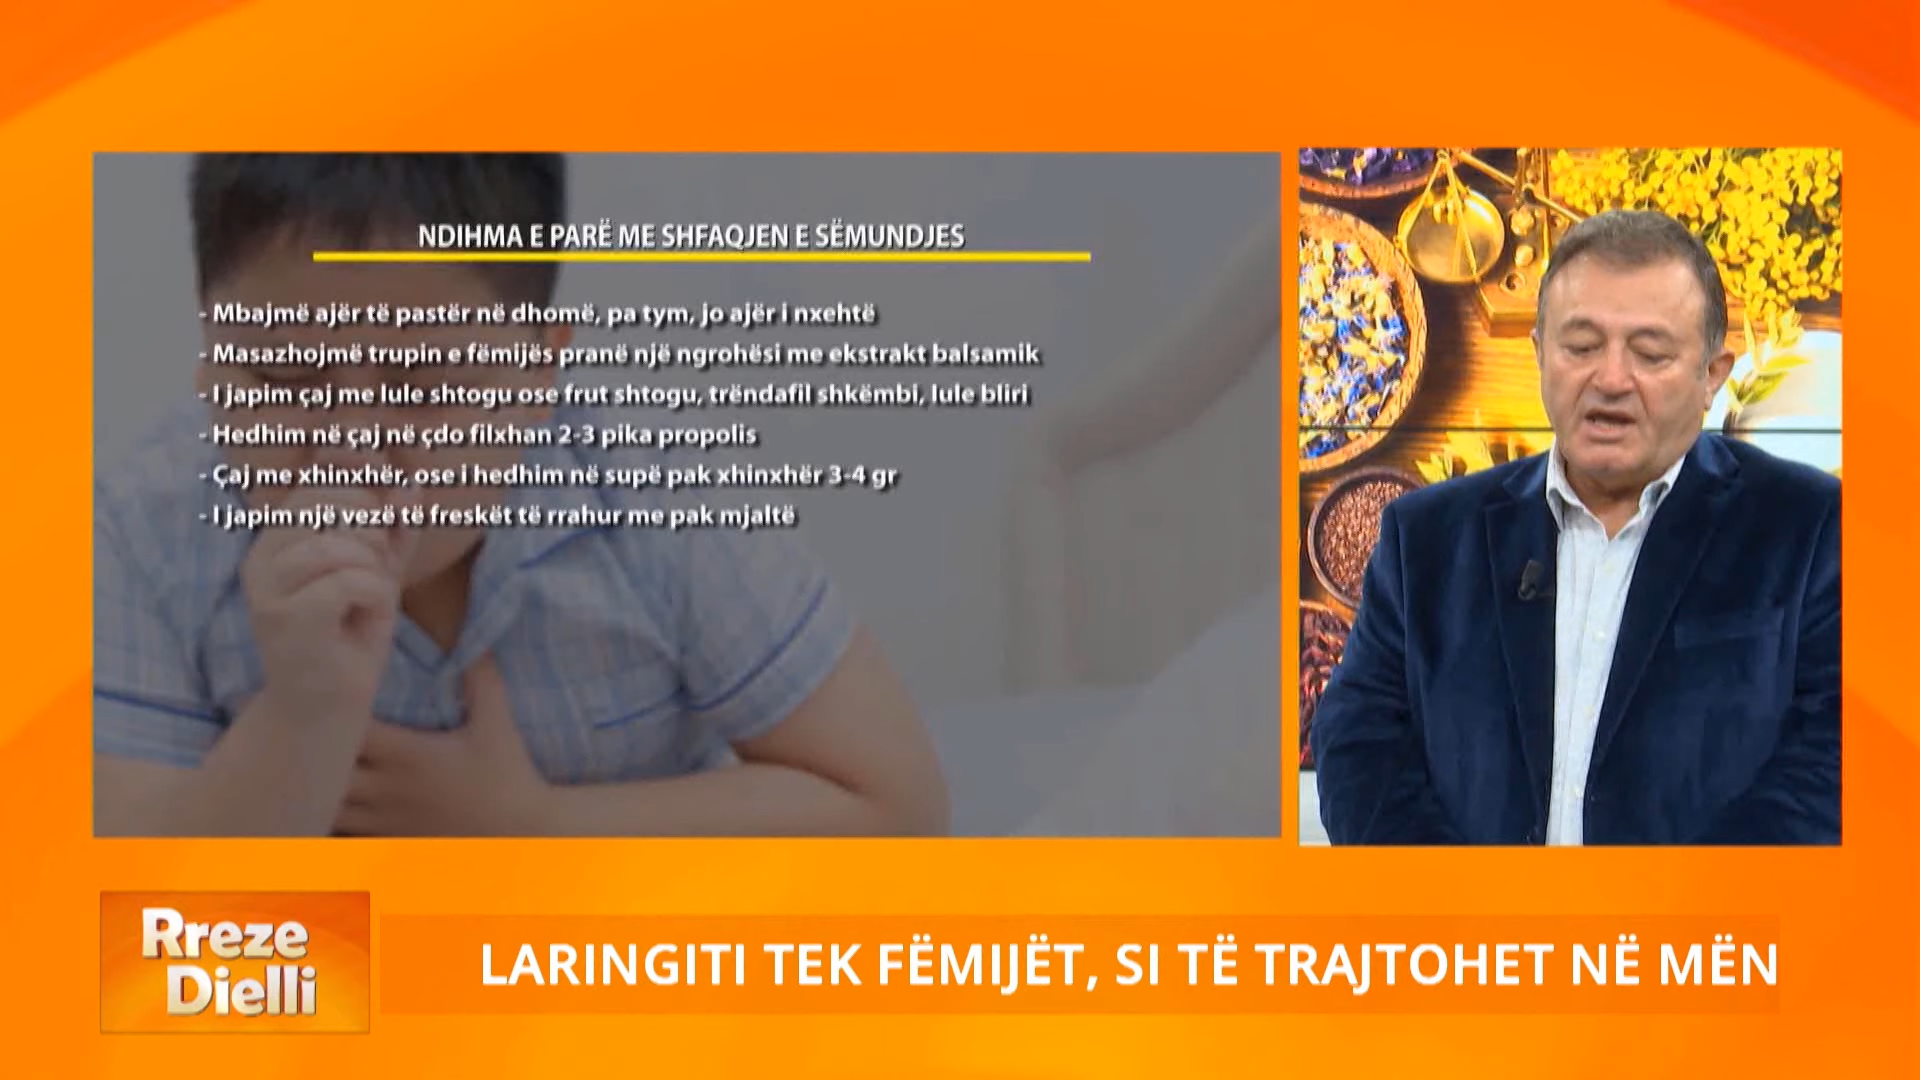 NDIHMA E PARË ME SHFAQJEN E SËMUNDJES
- Mbajmë ajër të pastër në dhomë, pa tym, jo ajër i nxehtë
- Masazhojmë trupin e fëmijës pranë një ngrohësi me ekstrakt balsamik
- I japim çaj me lule shtogu ose frut shtogu, trëndafil shkëmbi, lule bliri
- Hedhim në çaj në çdo filxhan 2-3 pika propolis
- Çaj me xhinxhër, ose i hedhim në supë pak xhinxhër 3-4 gr
- I japim një vezë të freskët të rrahur me pak mjaltë
Rreze
Dielli
LARINGITI TEK FËMIJËT, SI TË TRAJTOHET NË MËN